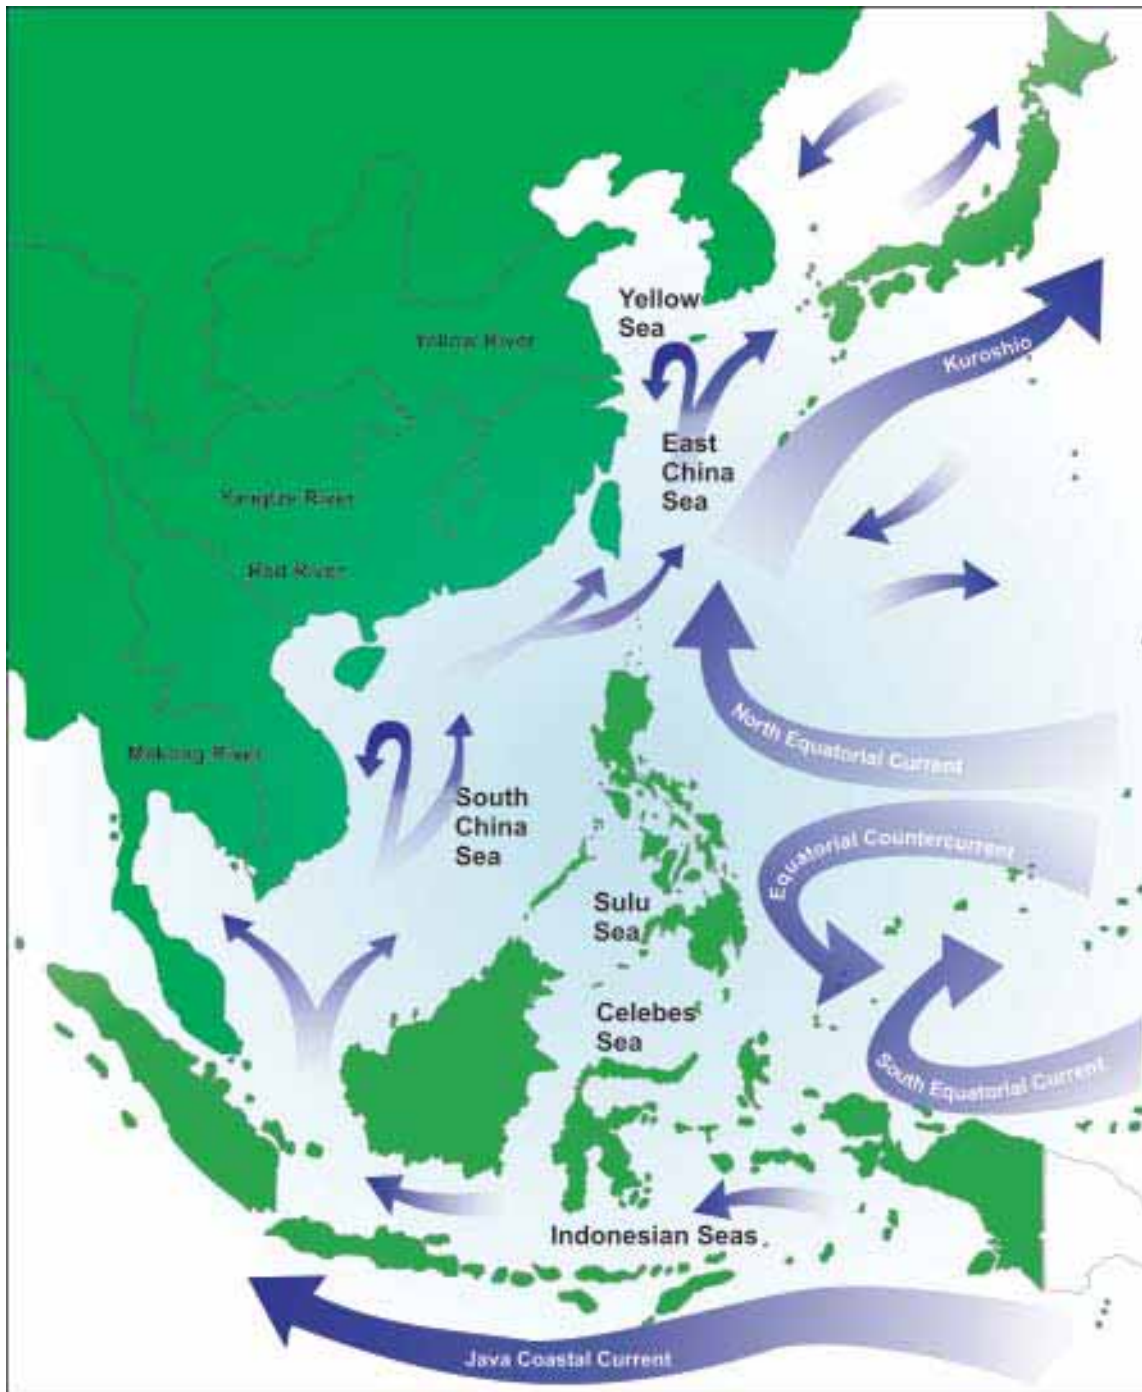 Yellow
Sea
Yellow River
Kuroshio
East
China
Sea
Yangtze River
Red River
North Equatorial Current
Mekong River
South
China
Sea
Equatorial Countercurrent
Sulu
Sea
Celebes
Sea
South Equatorial Current
Indonesian Seas
Java Coastal Current